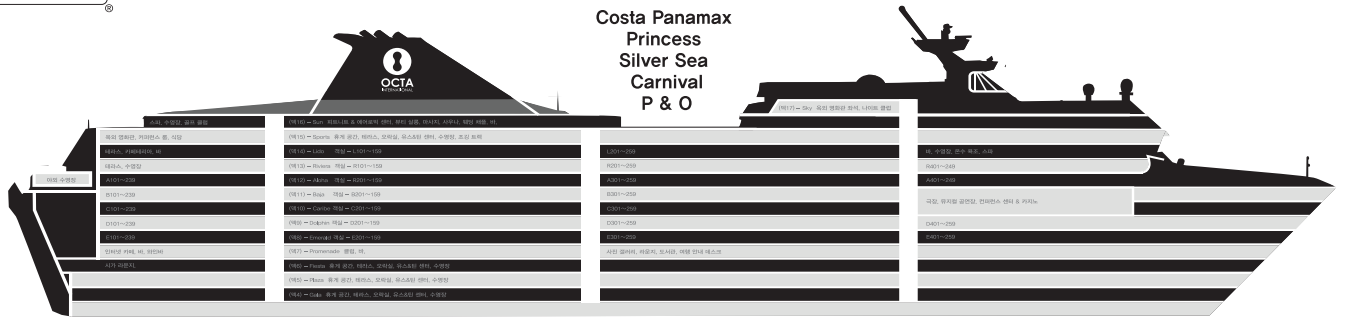 ®
Costa Panamax
Princess
Silver Sea
Carnival
P & O
OCTA
INTERNATIONAL
(덱17) – Sky 옥외 영화관 좌석, 나이트 클럽
스파, 수영장, 골프 클럽
(덱16) – Sun 피트니스 & 에어로빅 센터, 뷰티 살롱, 마사지, 사우나, 웨딩 채플, 바,
옥외 영화관, 컨퍼런스 룸, 식당
(덱15) – Sports 휴게 공간, 테라스, 오락실, 유스&틴 센터, 수영장, 조깅 트랙
테라스, 카페테리아, 바
(덱14) – Lido 객실 – L101~159
L201~259
바, 수영장, 온수 욕조, 스파
테라스, 수영장
(덱13) – Riviera 객실 – R101~159
R201~259
R401~249
야외 수영장
A101~239
(덱12) – Aloha 객실 – A201~159
A301~259
A401~249
B101~239
(덱11) – Baja 객실 – B201~159
B301~259
극장, 뮤지컬 공연장, 컨퍼런스 센터 & 카지노
C101~239
(덱10) – Caribe 객실 – C201~159
C301~259
D101~239
(덱9) – Dolphin 객실 – D201~159
D301~259
D401~259
E101~239
(덱8) – Emerald 객실 – E201~159
E301~259
E401~259
인터넷 카페, 바, 와인바
(덱7) – Promenade 클럽, 바,
사진 갤러리, 라운지, 도서관, 여행 안내 데스크
시가 라운지,
(덱6) – Fiesta 휴게 공간, 테라스, 오락실, 유스&틴 센터, 수영장
(덱5) – Plaza 휴게 공간, 테라스, 오락실, 유스&틴 센터, 수영장
(덱4) – Gala 휴게 공간, 테라스, 오락실, 유스&틴 센터, 수영장